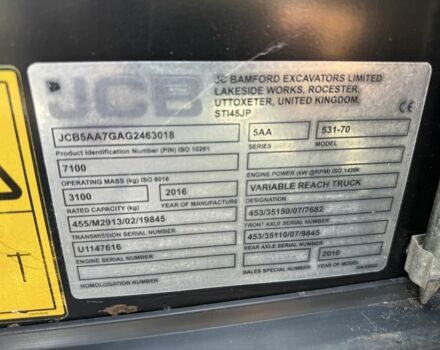 JCB
JC BAMFORD EXCAVATORS LIMITED
LAKESIDE WORKS, ROCESTER,
UTTOXETER, UNITED KINGDOM.
ST145JP
CE
JCB5AA7GAG2463018
Product Identification Number (PIN) ISO 10261
7100
OPERATING MASS (kg) ISO 6016
3100
2016
RATED CAPACITY (kg)
YEAR OF MANUFACTURE
455/M2913/02/19845
TRANSMISSION SERIAL NUMBER
U1147616
ENGINE SERIAL NUMBER
HOMOLOGATION
5AA
531-70
SERIES
MODEL
ENGINE POWER (kW @RPM) ISO 14396
VARIABLE REACH TRUCK
DESIGNATION
453/35150/07/7682
FRONT AXLE SERIAL NUMBER
453/35110/07/9845
REAR AXLE SERIAL NUMBER
2016
SALES SPECIAL NUMBER
YEAR OF MODEL
T